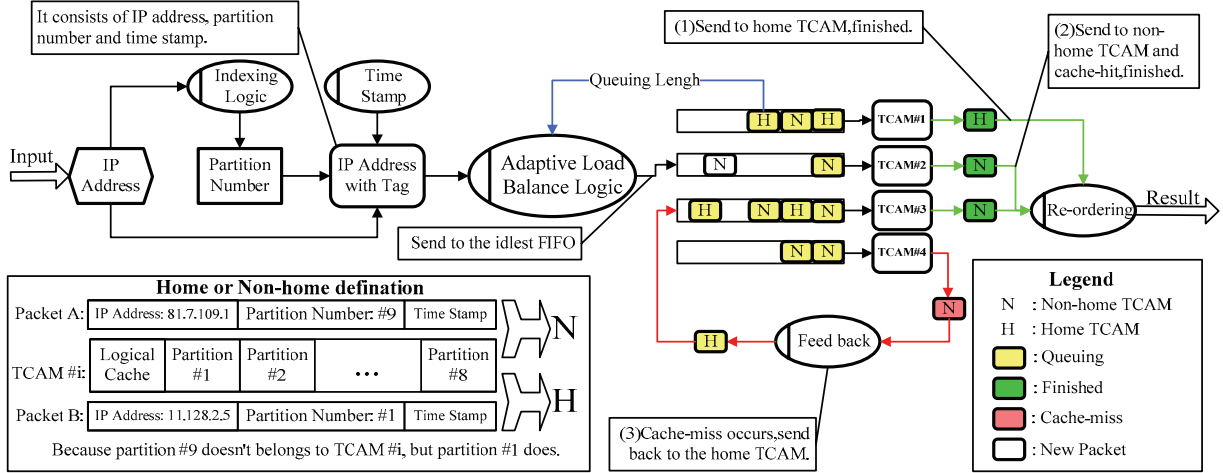 It consists of IP address, partition
number and time stamp.
(1)Send to home TCAM,finished.
(2)Send to non-
home TCAM and
cache-hit,finished.
Indexing
Logic
Time
Stamp
Queuing Lengh
Input
IP
Address
Partition
Number
IP Address
with Tag
Adaptive Load
Balance Logic
Send to the idlest FIFO
H N H TCAM#1 H
N N TCAM#2 N
H N H N TCAM#3 N
N N TCAM#4
N
H
Feed back
Re-ordering
Result
(3)Cache-miss occurs,send
back to the home TCAM.
Home or Non-home defination
Packet A: IP Address: 81.7.109.1 Partition Number: #9 Time Stamp
N
TCAM #i: Logical Cache Partition #1 Partition #2 ... Partition #8
H
Packet B: IP Address: 11.128.2.5 Partition Number: #1 Time Stamp
Because partition #9 doesn't belongs to TCAM #i, but partition #1 does.
Legend
N : Non-home TCAM
H : Home TCAM
: Queuing
: Finished
: Cache-miss
: New Packet